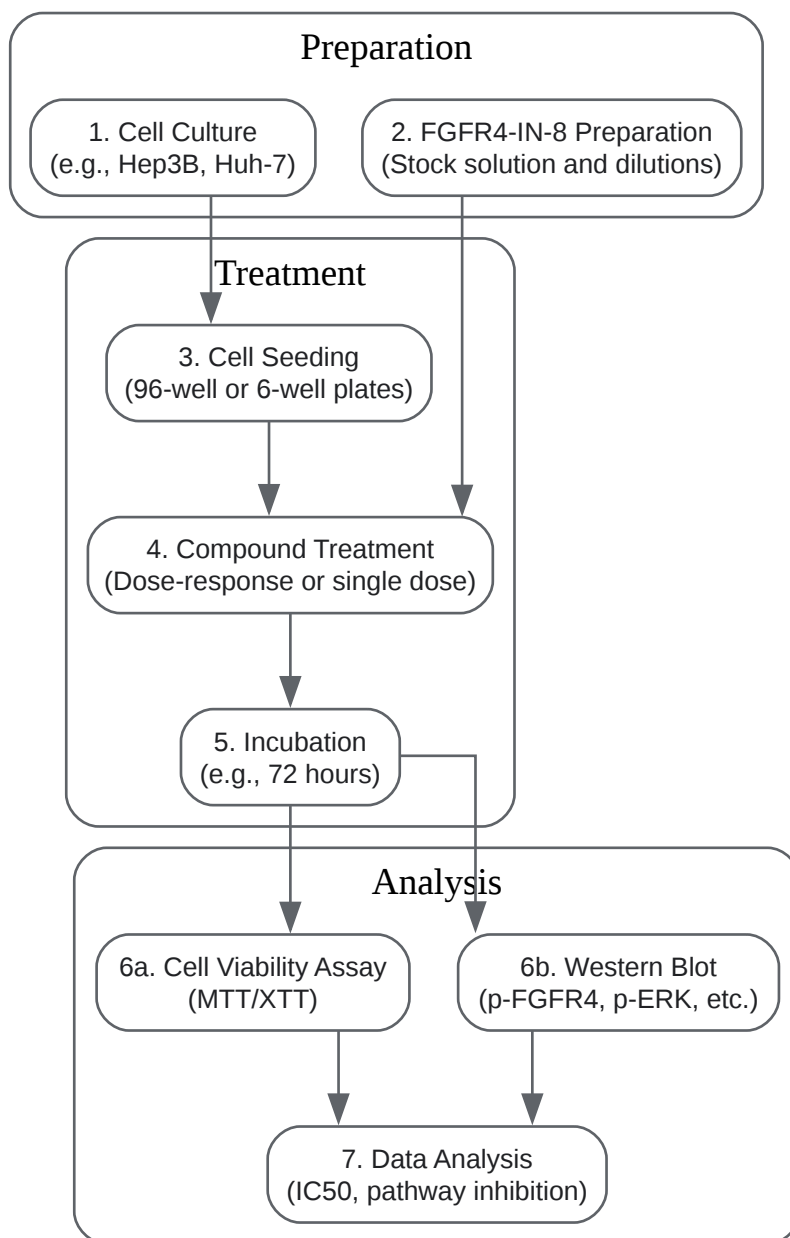 Preparation
1. Cell Culture
(e.g., Hep3B, Huh-7)
2. FGFR4-IN-8 Preparation
(Stock solution and dilutions)
Treatment
3. Cell Seeding
(96-well or 6-well plates)
4. Compound Treatment
(Dose-response or single dose)
5. Incubation
(e.g., 72 hours)
Analysis
6a. Cell Viability Assay
(MTT/XTT)
6b. Western Blot
(p-FGFR4, p-ERK, etc.)
7. Data Analysis
(IC50, pathway inhibition)